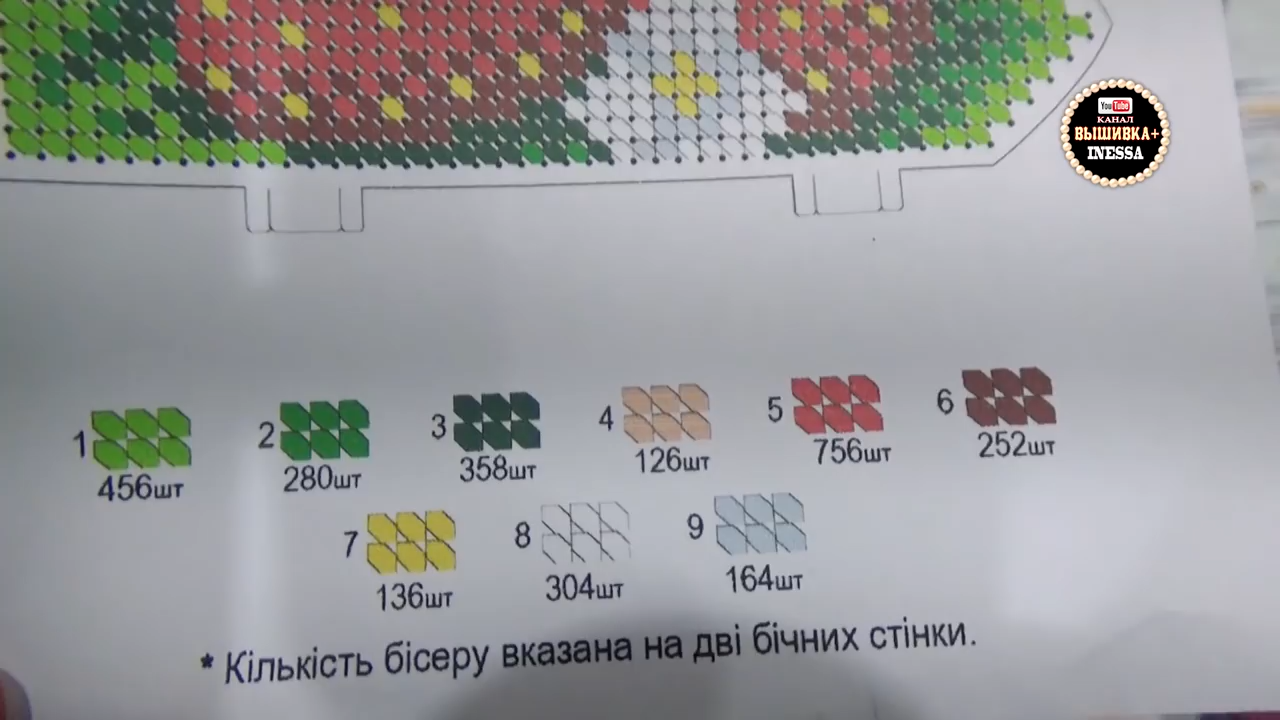 YouTube
КАНАЛ
ВЫШИВКА+
INESSA
1 2 3 4 5 6
456шт 280шт 358шт 126шт 756шт 252шт
7 8 9
136шт 304шт 164шт
* Кількість бісеру вказана на дві бічних стінки.